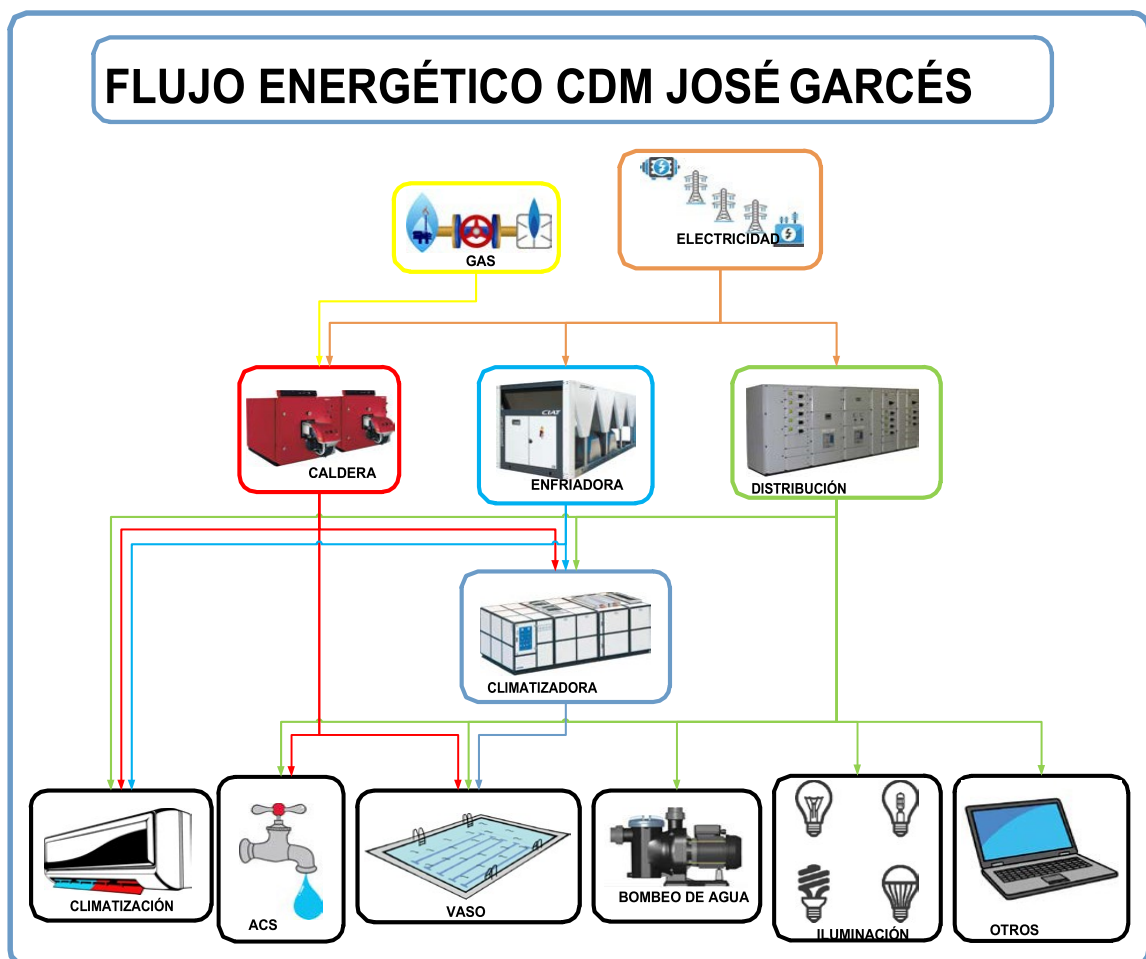 FLUJO ENERGÉTICO CDM JOSÉ GARCÉS
GAS
ELECTRICIDAD
CALDERA
CIAT
ENFRIADORA
DISTRIBUCIÓN
CLIMATIZADORA
CLIMATIZACIÓN
ACS
VASO
BOMBEO DE AGUA
ILUMINACIÓN
OTROS